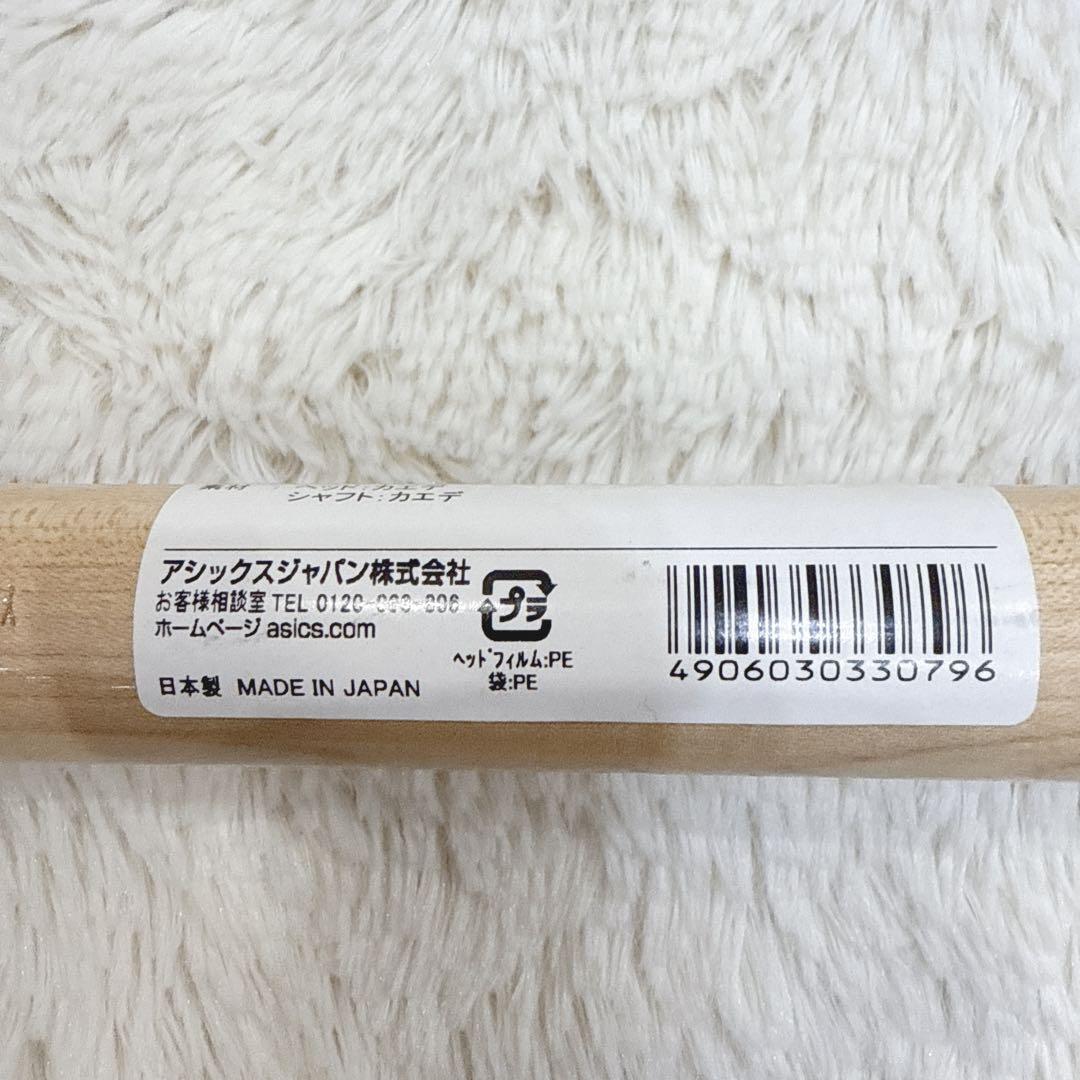 シャフト:カエデ
アシックスジャパン株式会社
お客様相談室 TEL 0120-
ホームページ asics.com
日本製 MADE IN JAPAN
プラ
ヘッドフィルム:PE
袋:PE
4906030330796